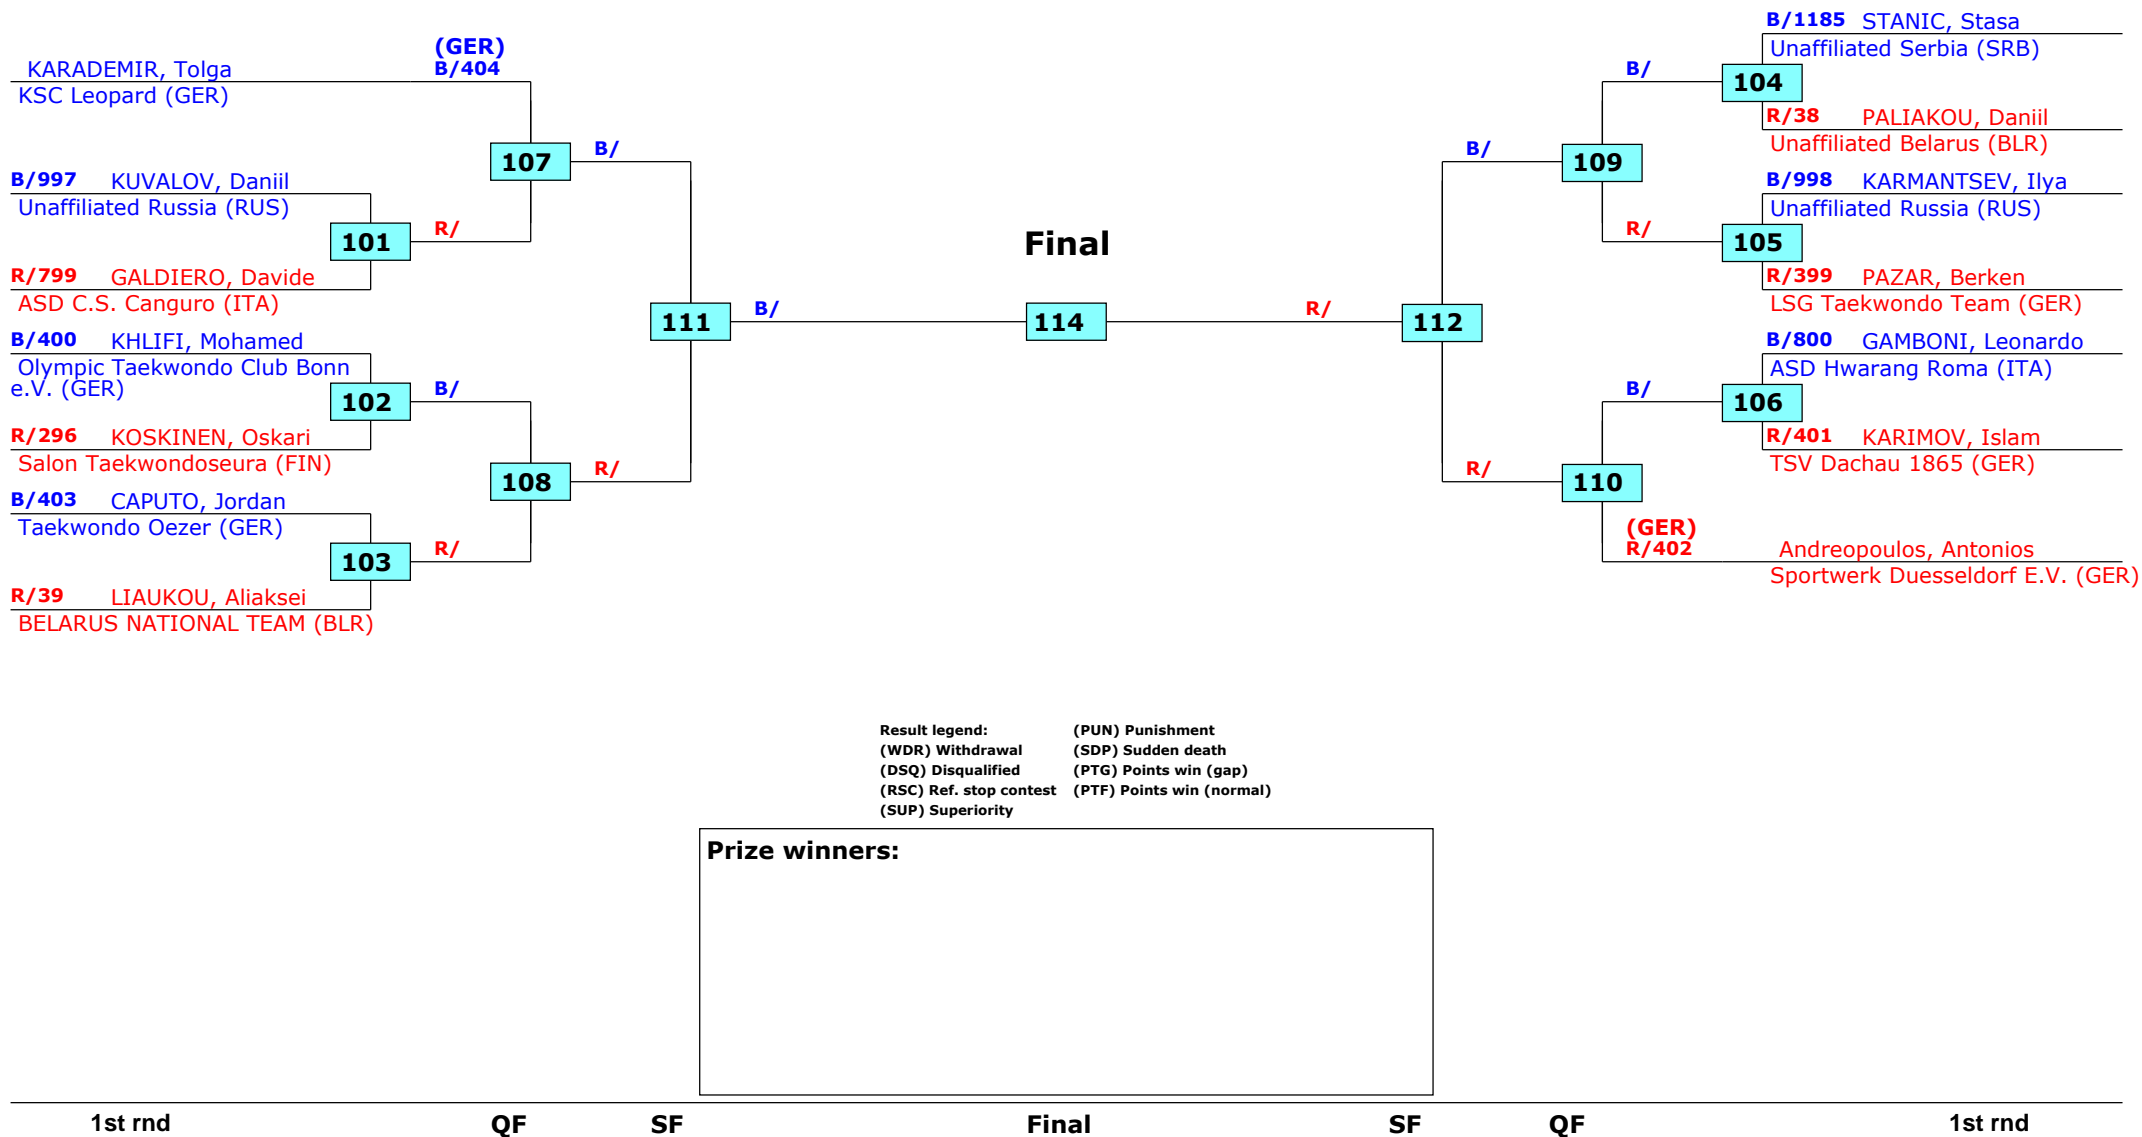 (GER)
KARADEMIR, Tolga B/404
KSC Leopard (GER)
107 B/
B/997 KUVALOV, Daniil
Unaffiliated Russia (RUS)
101 R/
R/799 GALDIERO, Davide
ASD C.S. Canguro (ITA)
111 B/
B/400 KHLIFI, Mohamed
Olympic Taekwondo Club Bonn
e.V. (GER)
102 B/
R/296 KOSKINEN, Oskari
Salon Taekwondoseura (FIN)
108 R/
B/403 CAPUTO, Jordan
Taekwondo Oezer (GER)
103 R/
R/39 LIAUKOU, Aliaksei
BELARUS NATIONAL TEAM (BLR)
Final
114
B/1185 STANIC, Stasa
Unaffiliated Serbia (SRB)
B/ 104
R/38 PALIAKOU, Daniil
Unaffiliated Belarus (BLR)
B/ 109
B/998 KARMANTSEV, Ilya
Unaffiliated Russia (RUS)
R/ 105
R/399 PAZAR, Berken
LSG Taekwondo Team (GER)
R/ 112
B/800 GAMBONI, Leonardo
ASD Hwarang Roma (ITA)
B/ 106
R/401 KARIMOV, Islam
TSV Dachau 1865 (GER)
R/ 110
(GER)
R/402 Andreopoulos, Antonios
Sportwerk Duesseldorf E.V. (GER)
Result legend: (PUN) Punishment
(WDR) Withdrawal (SDP) Sudden death
(DSQ) Disqualified (PTG) Points win (gap)
(RSC) Ref. stop contest (PTF) Points win (normal)
(SUP) Superiority
Prize winners:
1st rnd QF SF Final SF QF 1st rnd